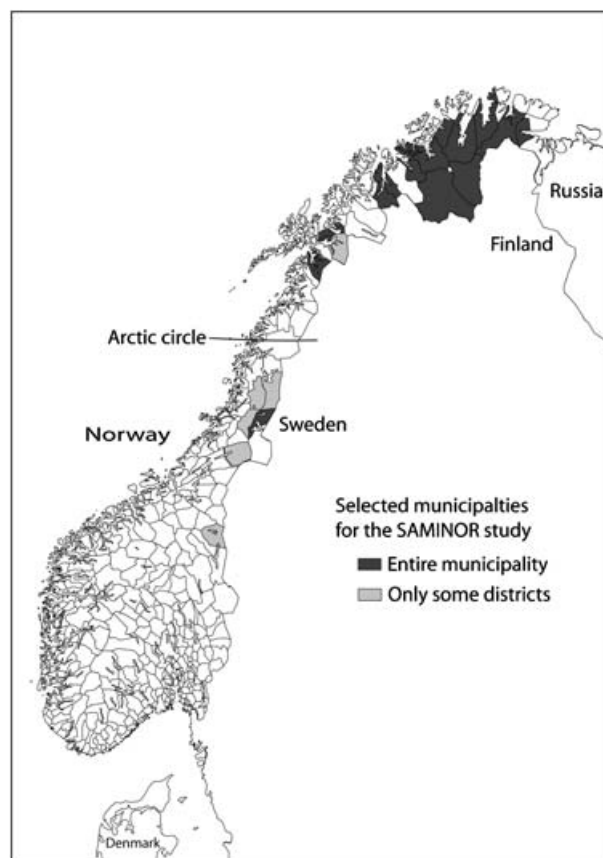 Russia
Finland
Arctic circle
Sweden
Norway
Selected municipalties
for the SAMINOR study
Entire municipality
Only some districts
Denmark